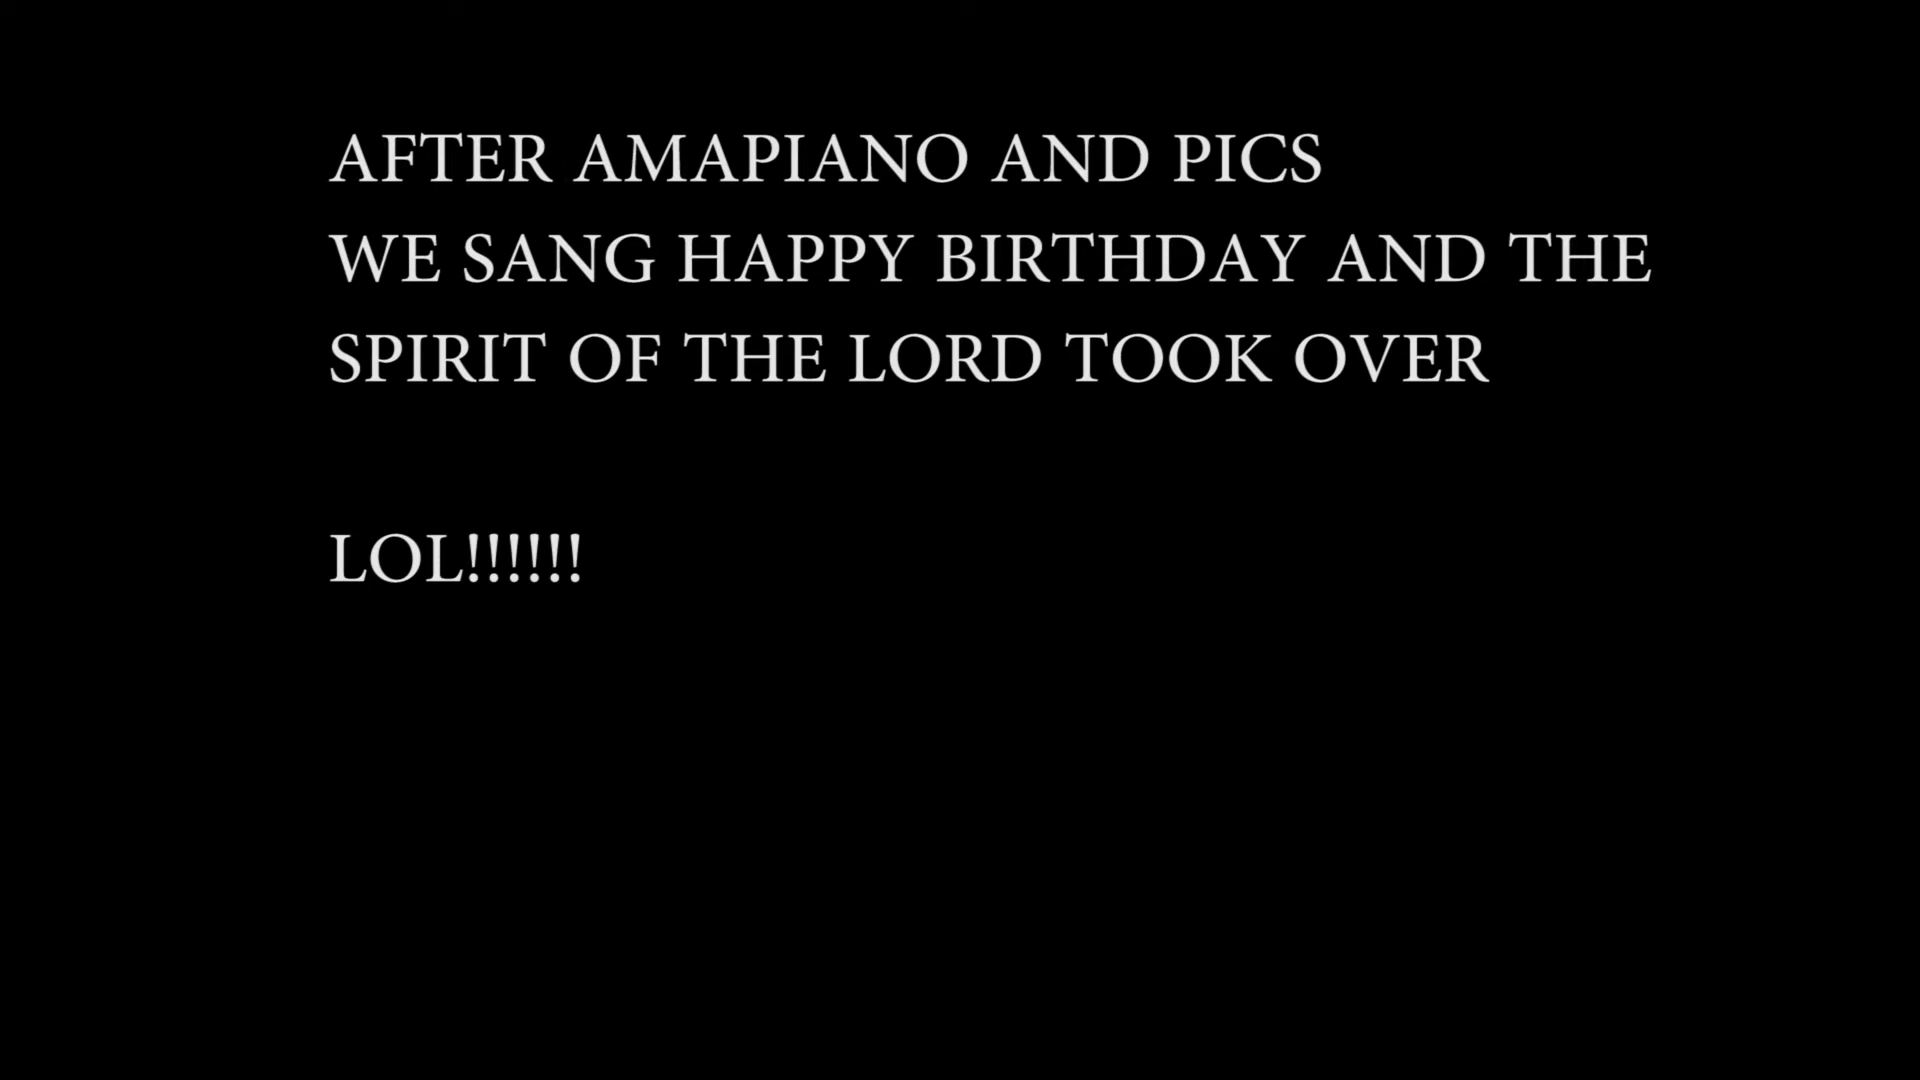 AFTER AMAPIANO AND PICS
WE SANG HAPPY BIRTHDAY AND THE
SPIRIT OF THE LORD TOOK OVER
LOL!!!!!!